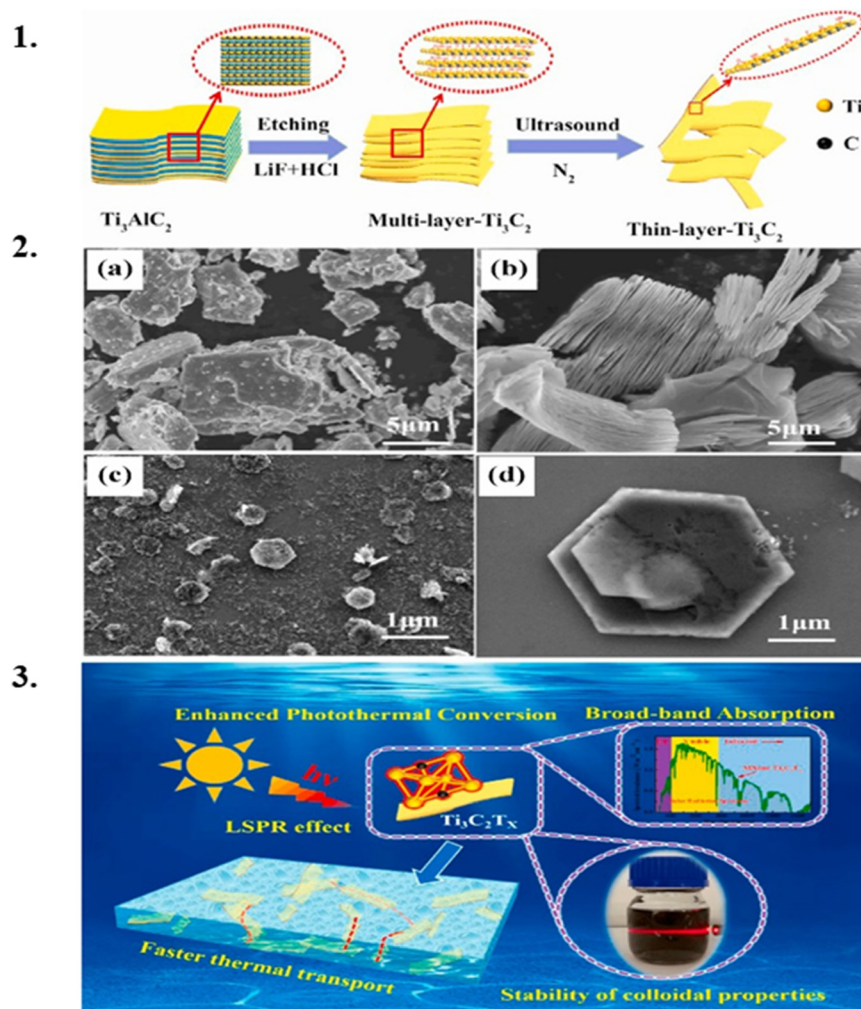 1.
Etching
LiF+HCl
Ultrasound
N₂
Ti
C
Ti₃AlC₂
Multi-layer-Ti₃C₂
Thin-layer-Ti₃C₂
2.
(a)
5μm
(b)
5μm
(c)
1μm
(d)
1μm
3.
Enhanced Photothermal Conversion
Broad-band Absorption
hν
LSPR effect
Ti₃C₂Tₓ
Faster thermal transport
Stability of colloidal properties